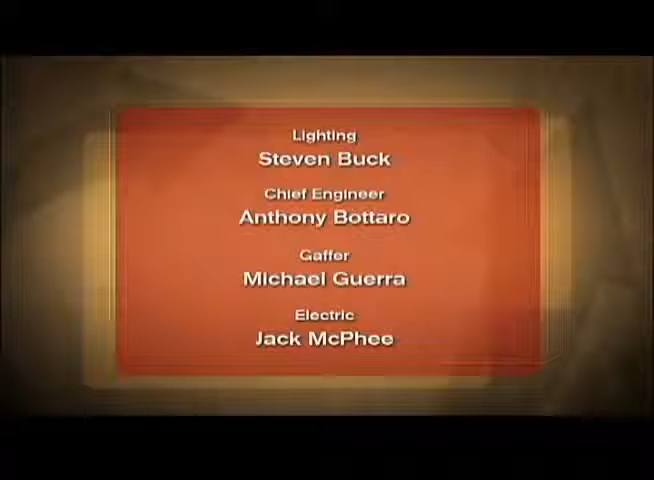 Lighting
Steven Buck
Chief Engineer
Anthony Bottaro
Gaffer
Michael Guerra
Electric
Jack McPhee